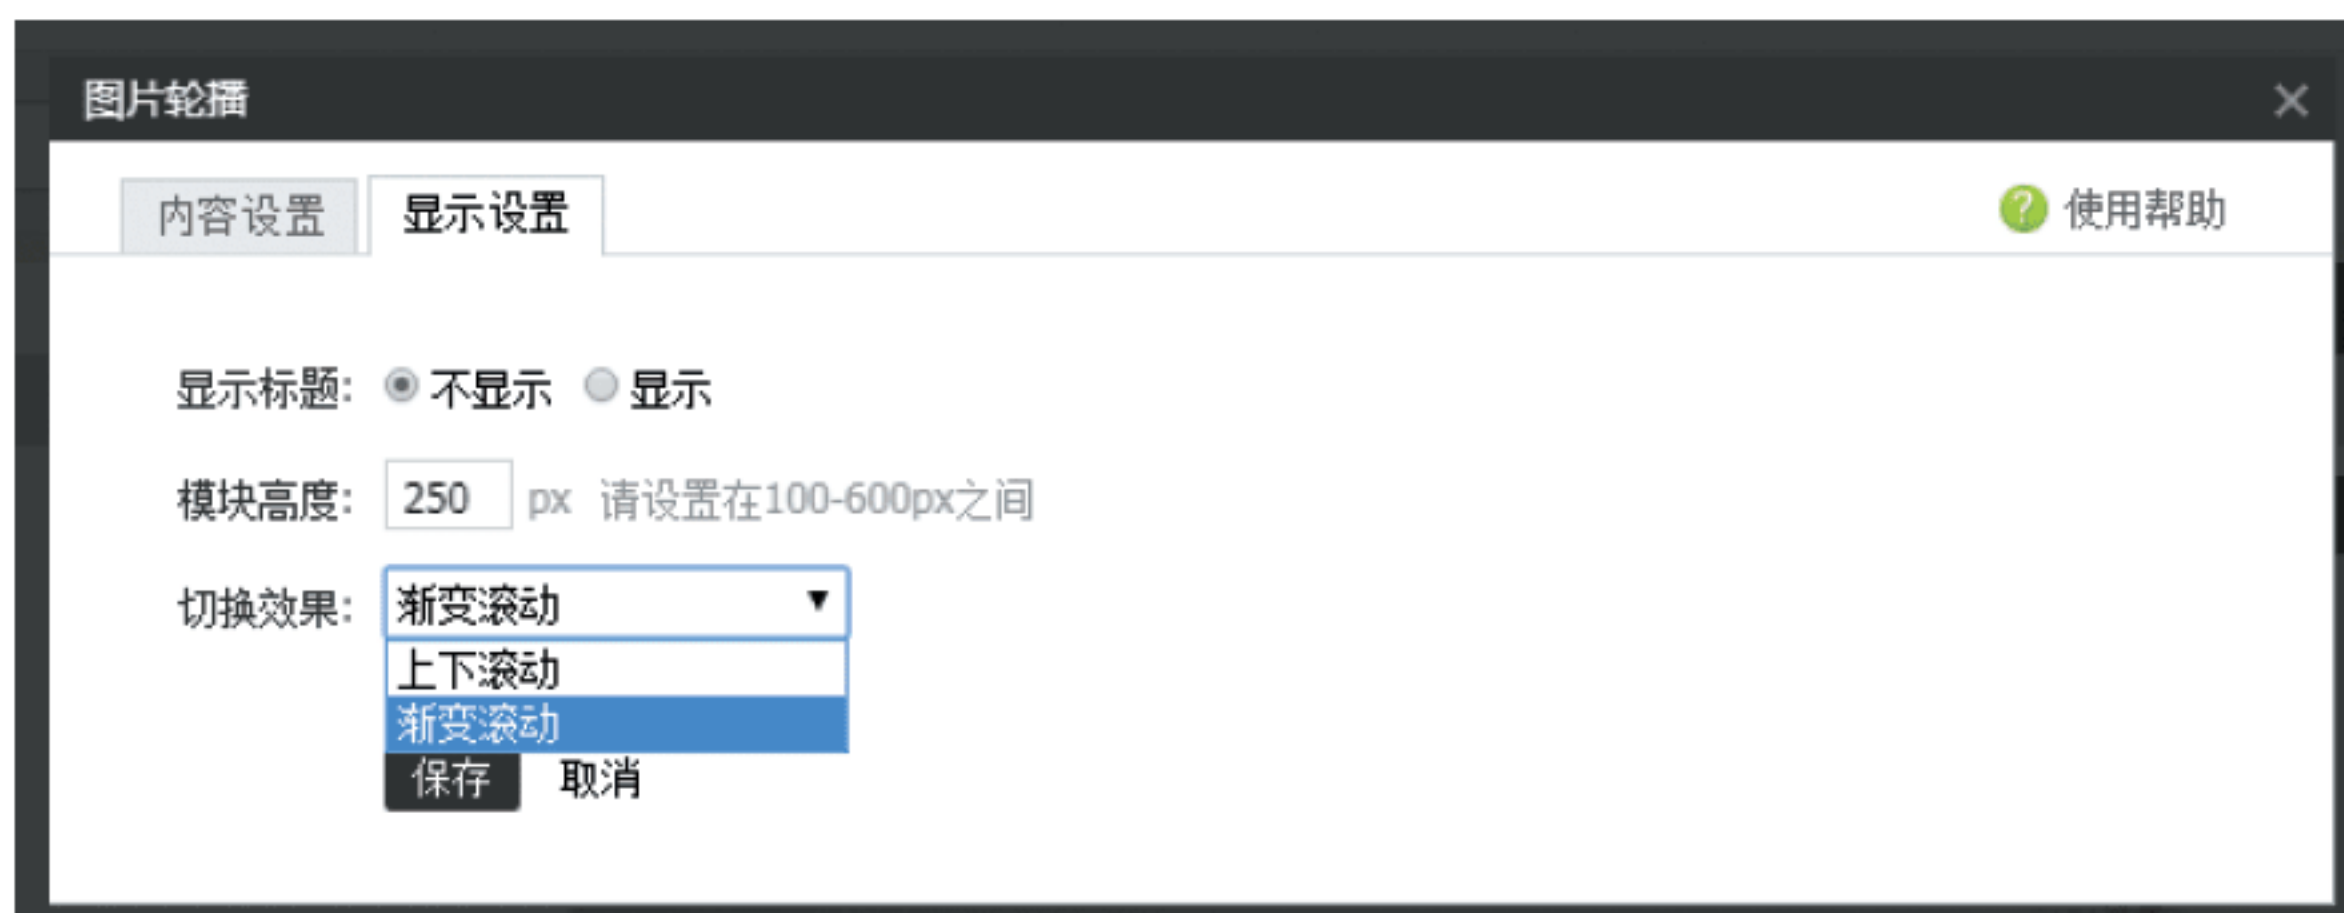 图片轮播
内容设置 显示设置 使用帮助
显示标题: 不显示 显示
模块高度: 250 px 请设置在100-600px之间
切换效果: 渐变滚动
上下滚动
渐变滚动
保存 取消